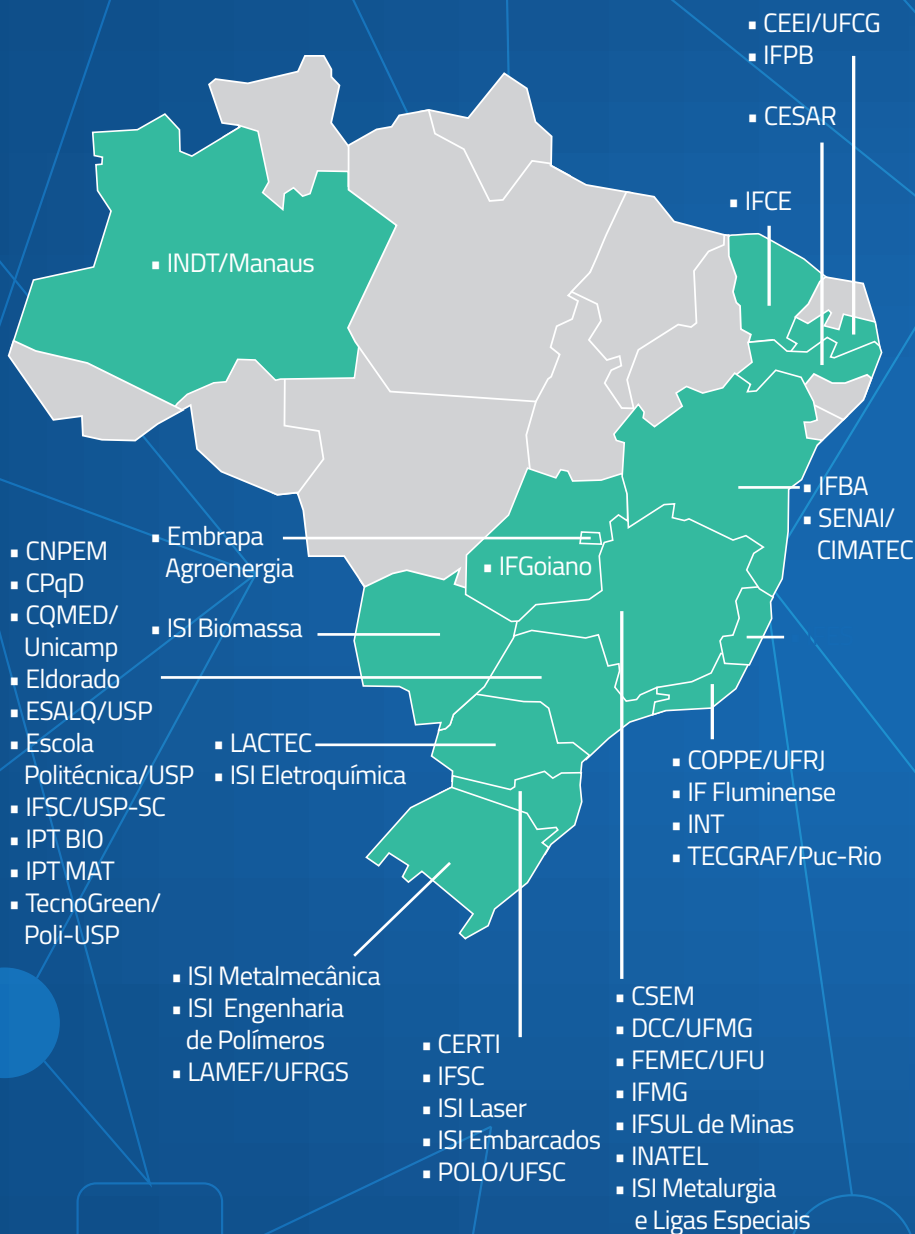 ▪ CEEI/UFCG
▪ IFPB
▪ CESAR
▪ IFCE
▪ INDT/Manaus
▪ IFBA
▪ SENAI/
CIMATEC
▪ Embrapa
Agroenergia
▪ IFGoiano
▪ ISI Biomassa
▪ CNPEM
▪ CPqD
▪ CQMED/
Unicamp
▪ Eldorado
▪ ESALQ/USP
▪ Escola
Politécnica/USP
▪ IFSC/USP-SC
▪ IPT BIO
▪ IPT MAT
▪ TecnoGreen/
Poli-USP
▪ LACTEC
▪ ISI Eletroquímica
▪ COPPE/UFRJ
▪ IF Fluminense
▪ INT
▪ TECGRAF/Puc-Rio
▪ ISI Metalmecânica
▪ ISI Engenharia
de Polímeros
▪ LAMEF/UFRGS
▪ CERTI
▪ IFSC
▪ ISI Laser
▪ ISI Embarcados
▪ POLO/UFSC
▪ CSEM
▪ DCC/UFMG
▪ FEMEC/UFU
▪ IFMG
▪ IFSUL de Minas
▪ INATEL
▪ ISI Metalurgia
e Ligas Especiais